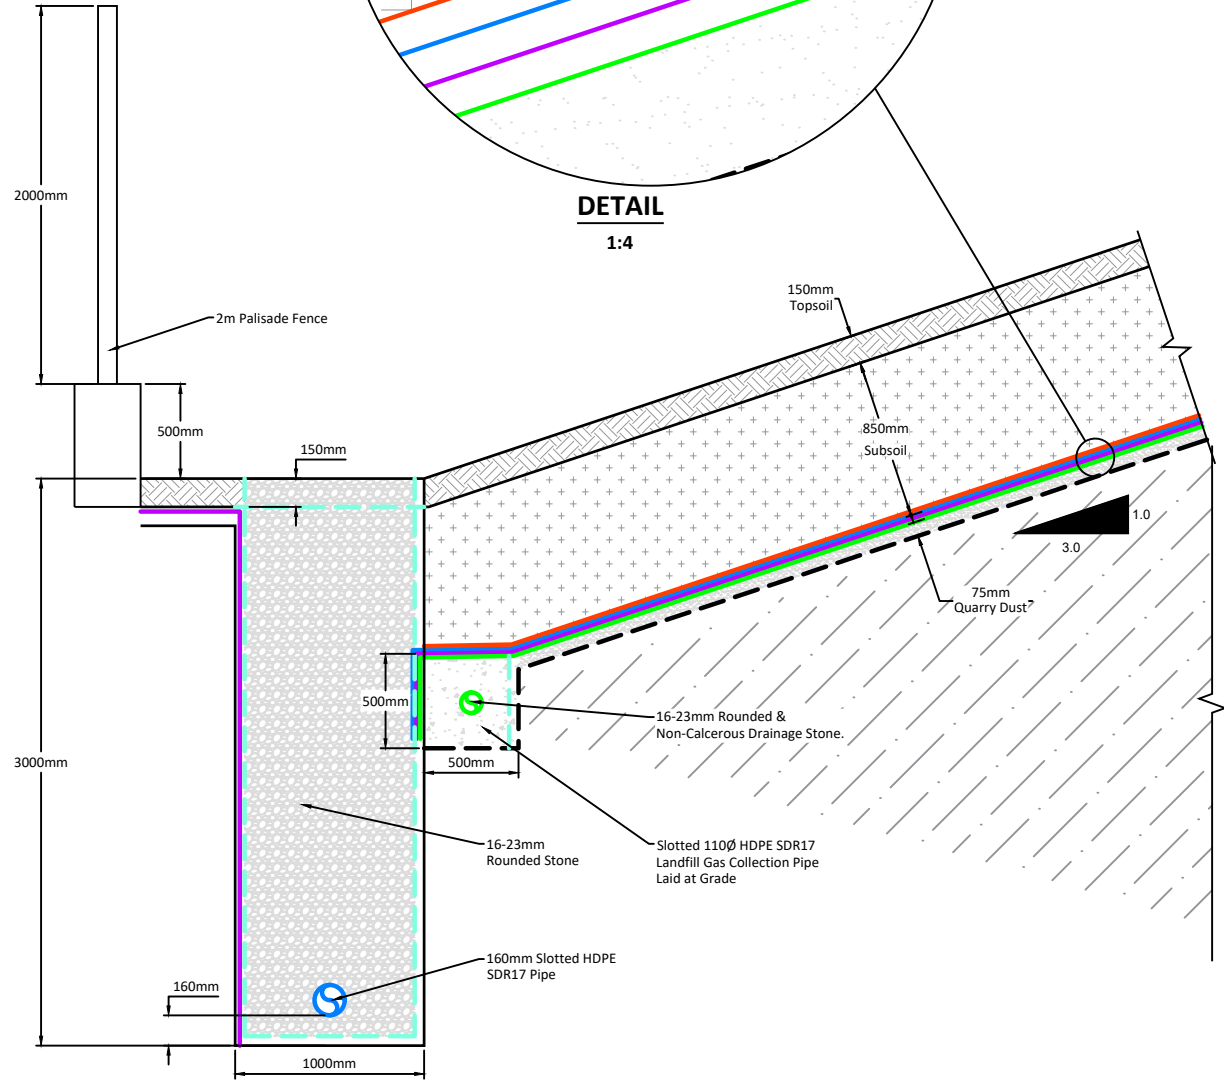 DETAIL
1:4
2000mm
2m Palisade Fence
150mm
Topsoil
500mm
150mm
850mm
Subsoil
1.0
3.0
75mm
Quarry Dust
500mm
16-23mm Rounded &
Non-Calcerous Drainage Stone.
500mm
3000mm
16-23mm
Rounded Stone
Slotted 110Ø HDPE SDR17
Landfill Gas Collection Pipe
Laid at Grade
160mm Slotted HDPE
SDR17 Pipe
160mm
1000mm